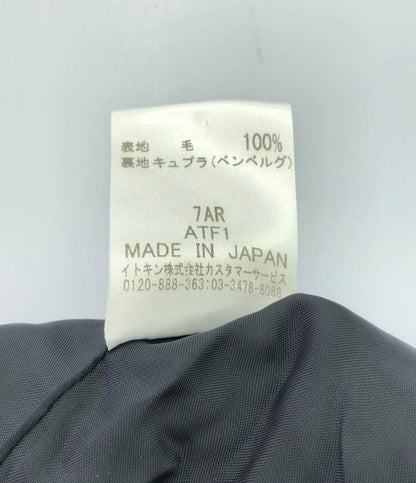 表地 毛 100%
裏地キュプラ(ベンベルグ)
7AR
ATF1
MADE IN JAPAN
イトキン株式会社カスタマーサービス
0120-888-363:03-3478-8088